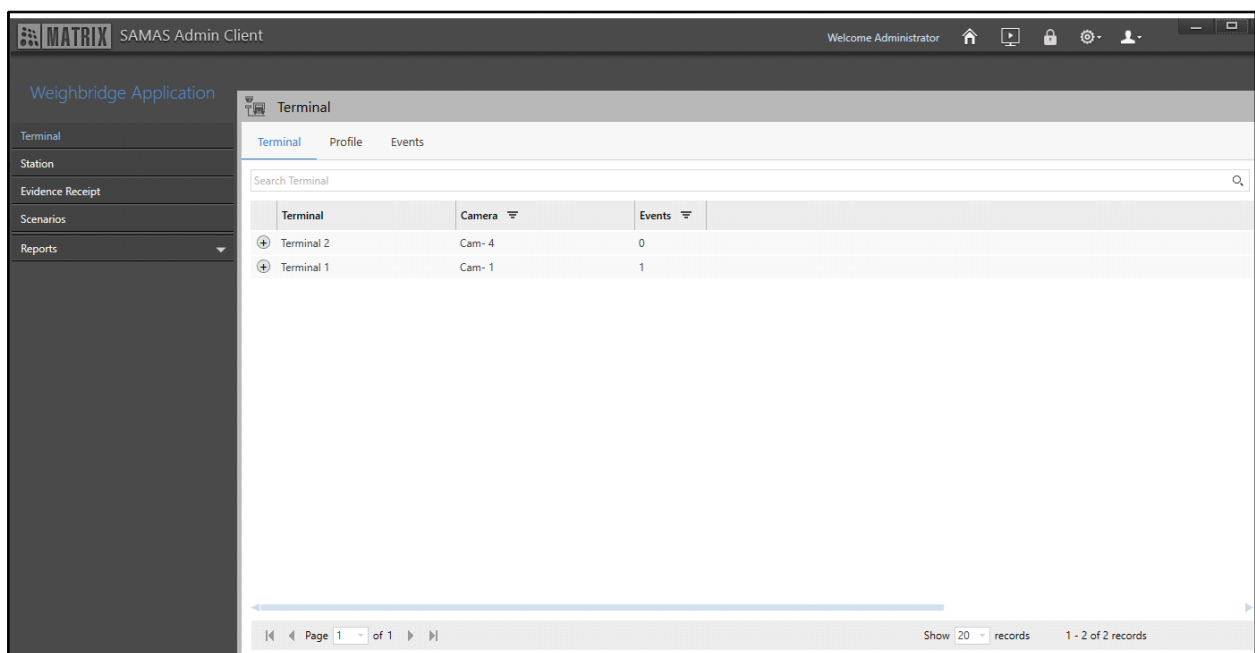 MATRIX SAMAS Admin Client Welcome Administrator
Weighbridge Application
Terminal
Terminal
Station
Evidence Receipt
Scenarios
Reports
Terminal Profile Events
Search Terminal
Terminal Camera Events
Terminal 2 Cam- 4 0
Terminal 1 Cam- 1 1
Page 1 of 1 Show 20 records 1 - 2 of 2 records